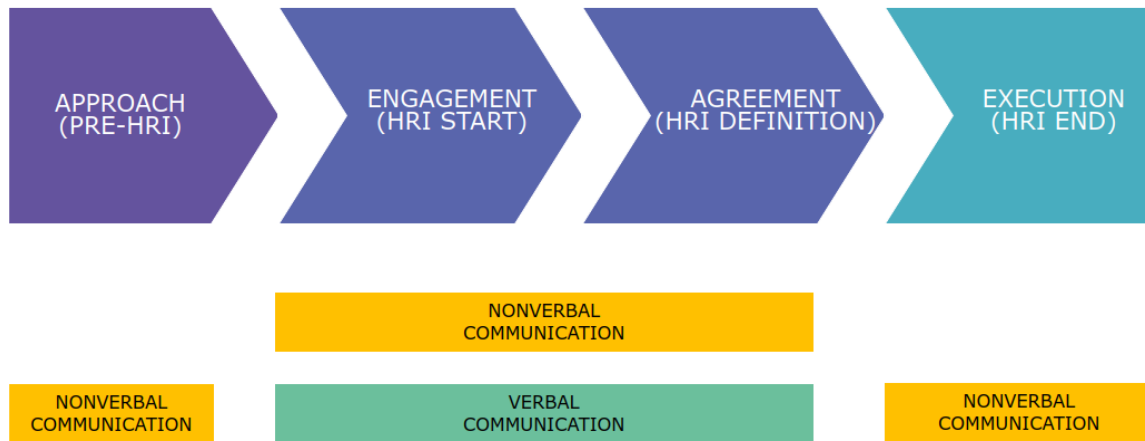 APPROACH
(PRE-HRI)
ENGAGEMENT
(HRI START)
AGREEMENT
(HRI DEFINITION)
EXECUTION
(HRI END)
NONVERBAL
COMMUNICATION
NONVERBAL
COMMUNICATION
VERBAL
COMMUNICATION
NONVERBAL
COMMUNICATION